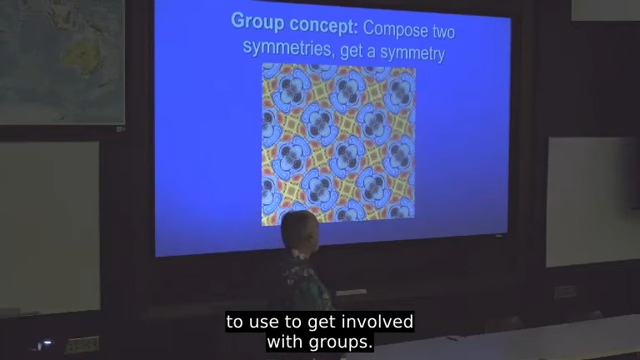 Group concept: Compose two
symmetries, get a symmetry
to use to get involved
with groups.